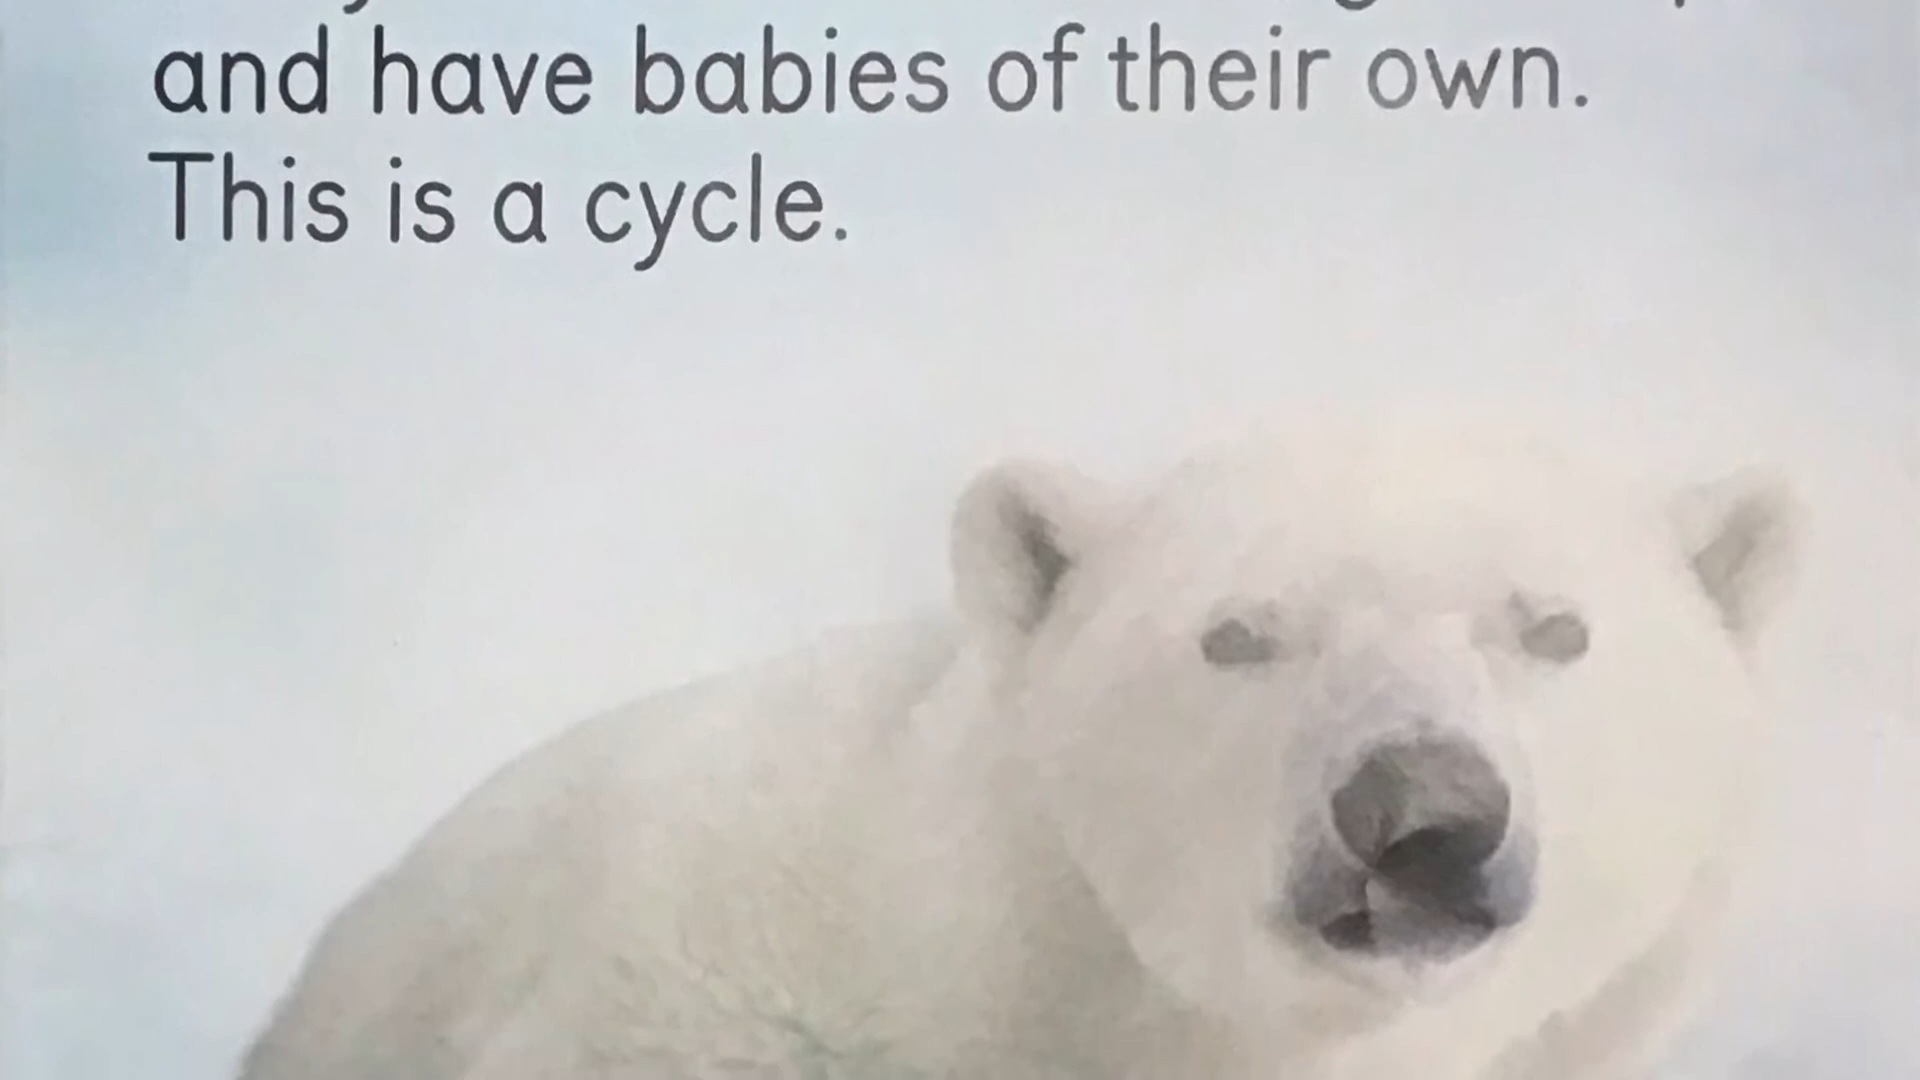 and have babies of their own.
This is a cycle.